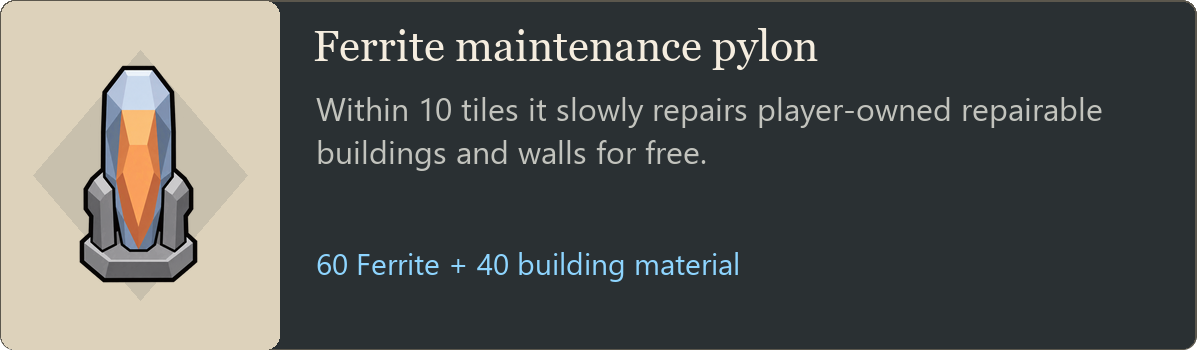 Ferrite maintenance pylon
Within 10 tiles it slowly repairs player-owned repairable
buildings and walls for free.
60 Ferrite + 40 building material